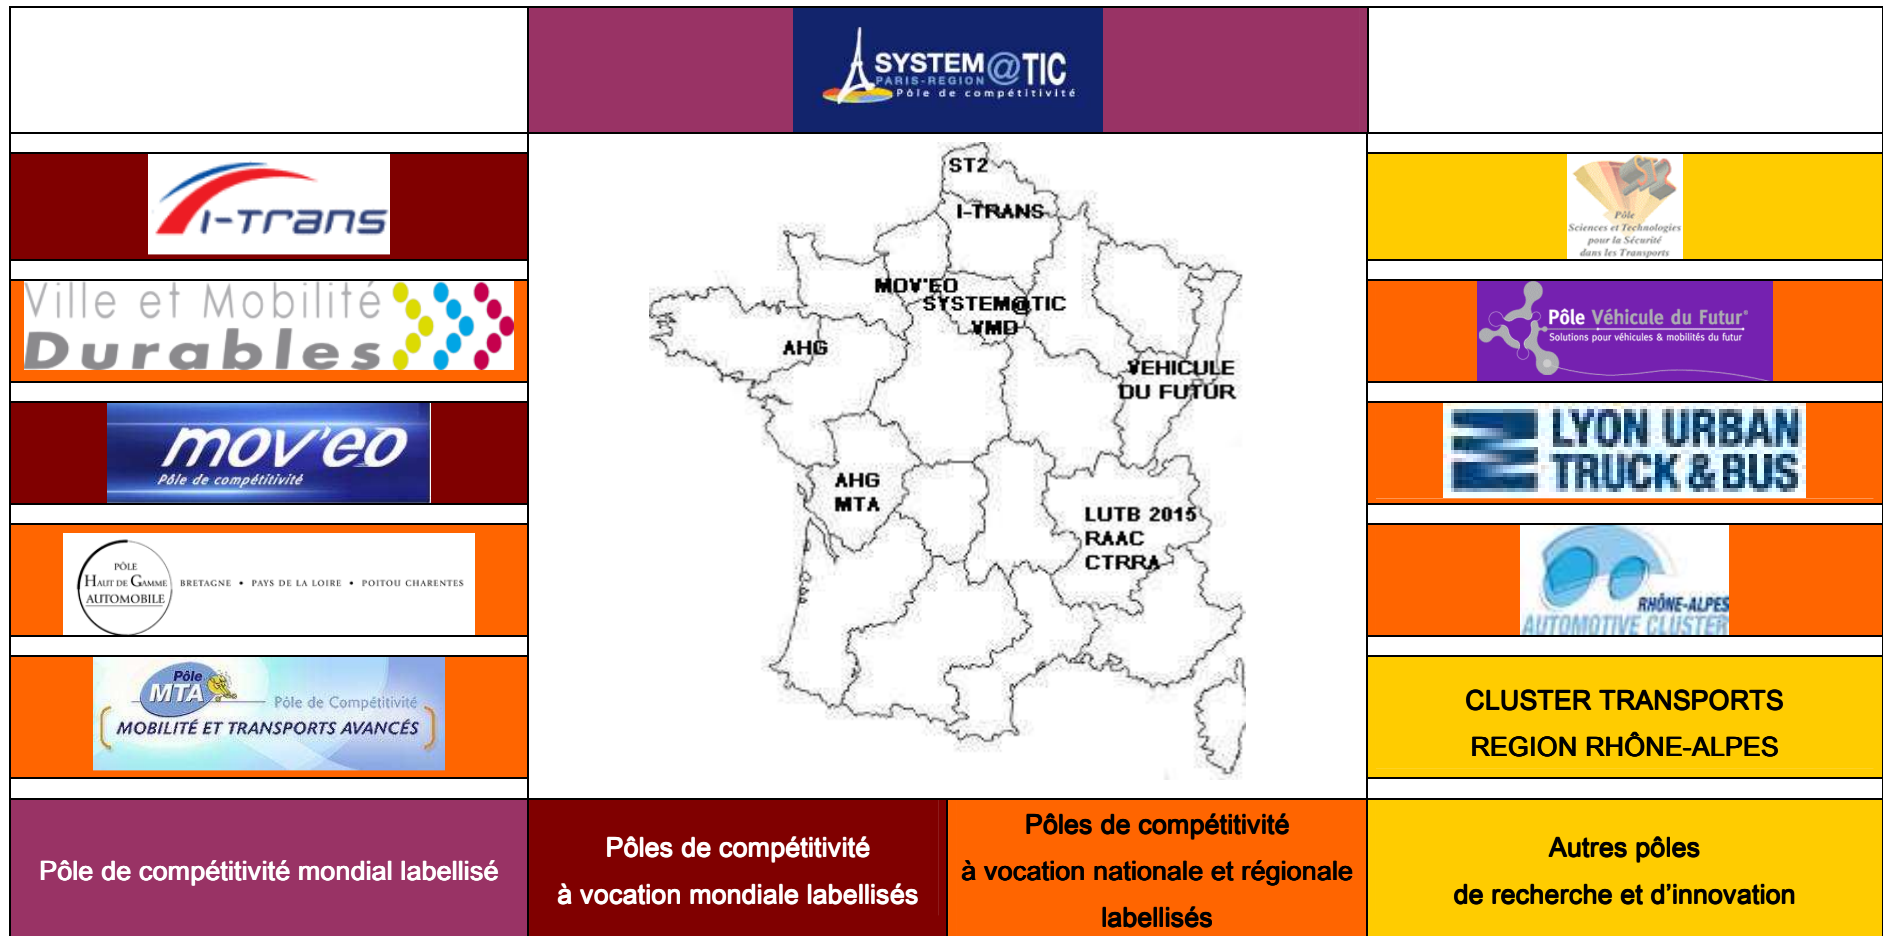 SYSTEM@TIC
PARIS-REGION
Pôle de compétitivité
I-Trans
Ville et Mobilité
Durables
mov'eo
Pôle de compétitivité
PÔLE
HAUT DE GAMME
AUTOMOBILE
BRETAGNE • PAYS DE LA LOIRE • POITOU CHARENTES
Pôle
MTA
Pôle de Compétitivité
MOBILITÉ ET TRANSPORTS AVANCÉS
ST2
I-TRANS
MOV'EO
SYSTEM@TIC
VMD
AHG
VEHICULE
DU FUTUR
AHG
MTA
LUTB 2015
RAAC
CTRRA
ST2
Pôle
Sciences et Technologies
pour la Sécurité
dans les Transports
Pôle Véhicule du Futur
Solutions pour véhicules & mobilités du futur
LYON URBAN
TRUCK & BUS
RHÔNE-ALPES
AUTOMOTIVE CLUSTER
CLUSTER TRANSPORTS
REGION RHÔNE-ALPES
Pôle de compétitivité mondial labellisé
Pôles de compétitivité
à vocation mondiale labellisés
Pôles de compétitivité
à vocation nationale et régionale
labellisés
Autres pôles
de recherche et d'innovation